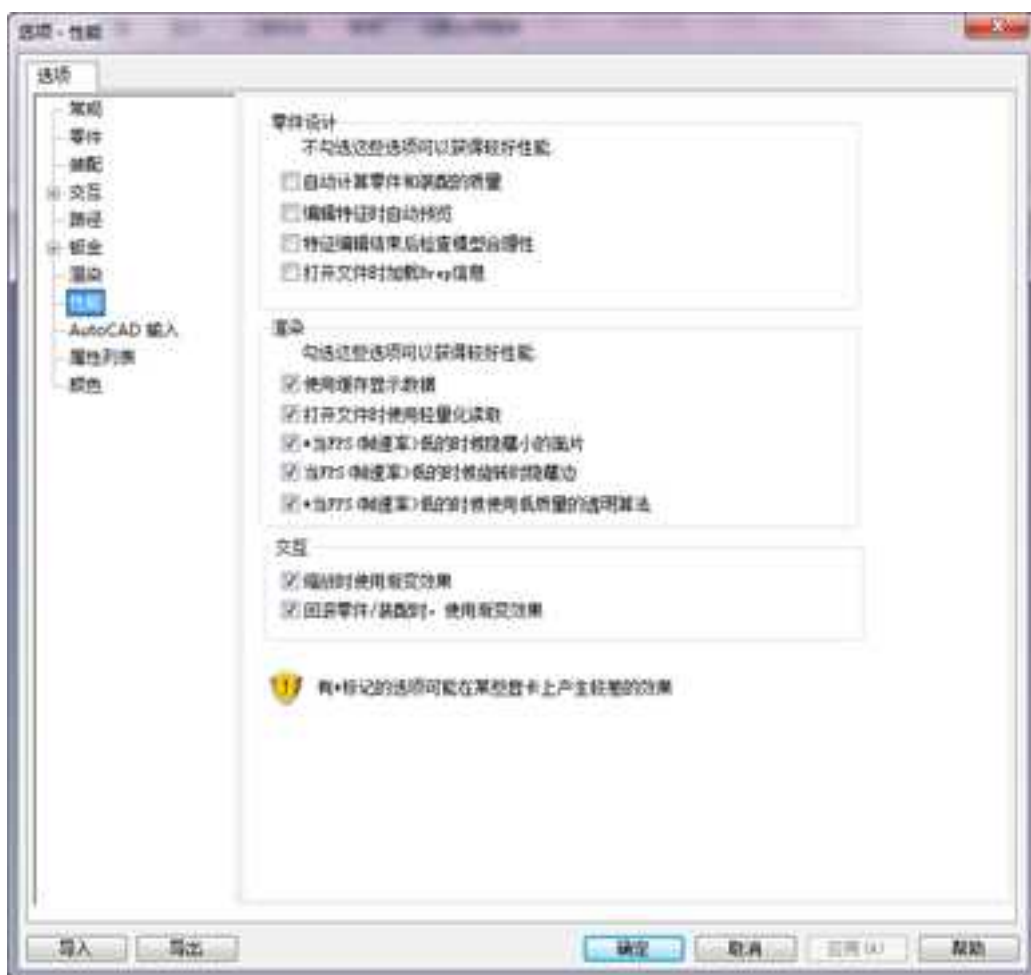 选项 - 性能
选项
常规
零件
装配
交互
路径
钣金
渲染
性能
AutoCAD 输入
属性列表
颜色
零件设计
不勾选这些选项可以获得较好性能
自动计算零件和装配的质量
编辑特征时自动预览
特征编辑结束后检查模型合理性
打开文件时加载Brep信息
渲染
勾选这些选项可以获得较好性能
使用缓存显示数据
打开文件时使用轻量化读取
*当FPS(帧速率)低的时候隐藏小的面片
当FPS(帧速率)低的时候旋转时隐藏边
*当FPS(帧速率)低的时候使用低质量的透明算法
交互
缩放时使用渐变效果
回滚零件/装配时,使用渐变效果
有*标记的选项可能在某些显卡上产生较差的效果
导入
导出
确定
取消
应用(A)
帮助